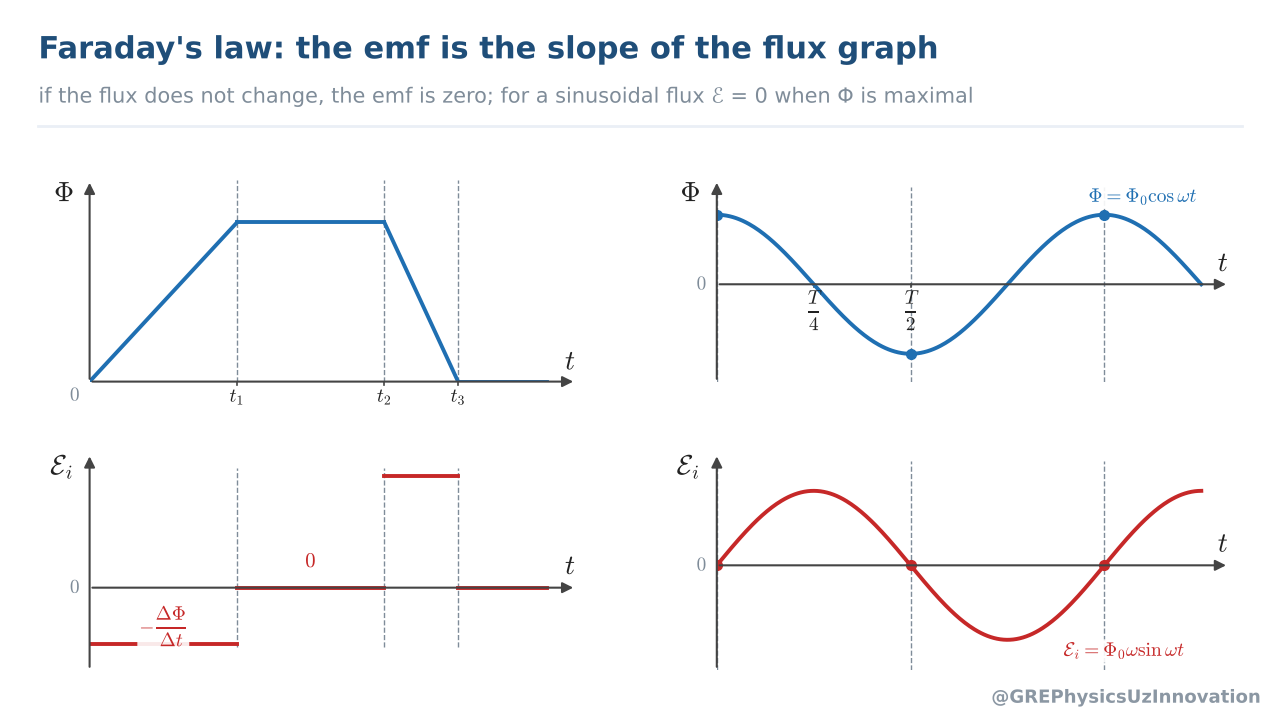 Faraday's law: the emf is the slope of the flux graph
if the flux does not change, the emf is zero; for a sinusoidal flux ℰ = 0 when Φ is maximal
Φ
t
0
t₁
t₂
t₃
Φ
Φ = Φ₀cos ωt
t
0
T/4
T/2
ℰᵢ
0
t
0
−ΔΦ/Δt
ℰᵢ
t
0
ℰᵢ = Φ₀ωsin ωt
@GREPhysicsUzInnovation